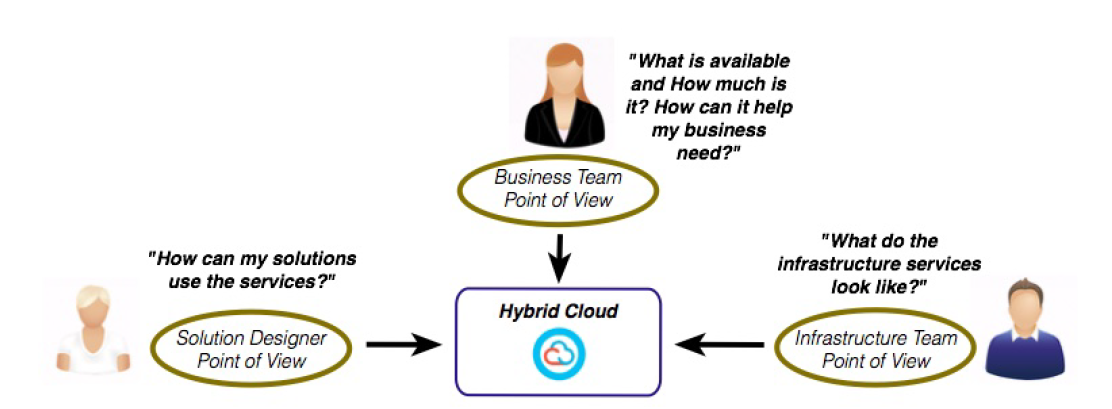 "What is available
and How much is
it? How can it help
my business
need?"
Business Team
Point of View
"How can my solutions
use the services?"
Solution Designer
Point of View
Hybrid Cloud
"What do the
infrastructure services
look like?"
Infrastructure Team
Point of View